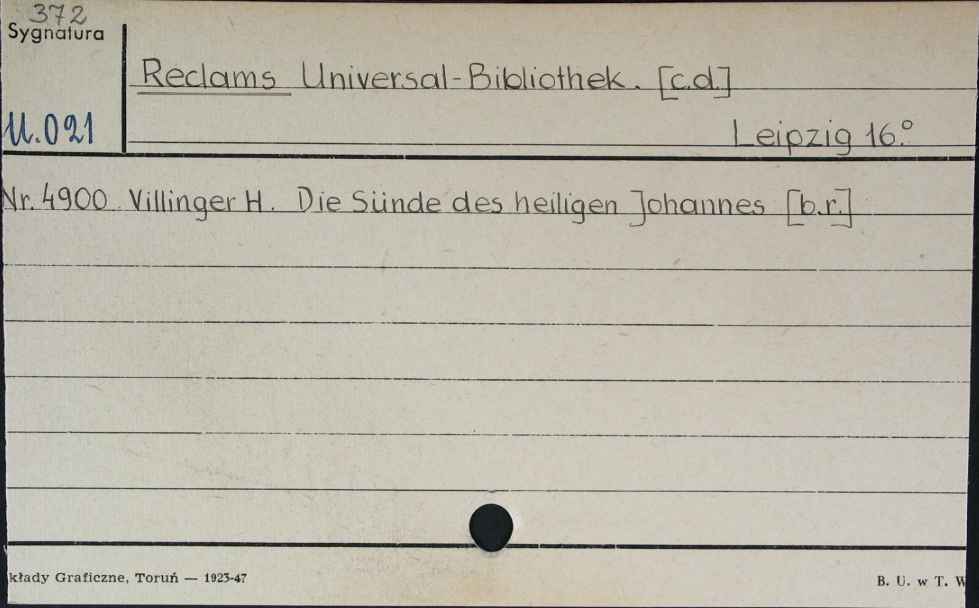 372
Sygnatura
Reclams Universal-Bibliothek. [c.d.]
U.021
Leipzig 16.°
Nr. 4900 Villinger H. Die Sünde des heiligen Johannes [b.r.]
kłady Graficzne, Toruń — 1923-47
B. U. w T. W